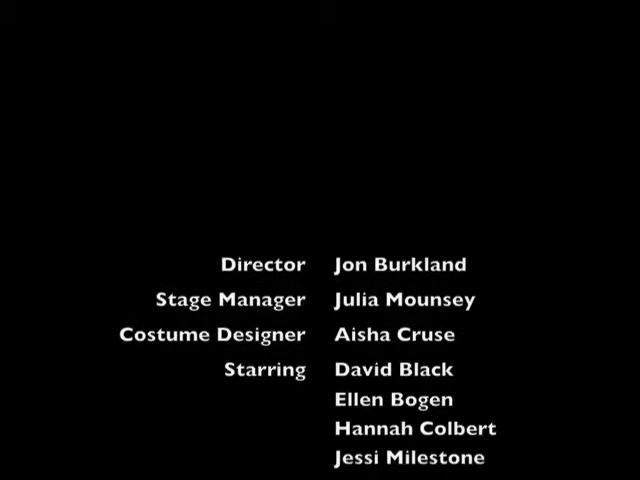 Director Jon Burkland
Stage Manager Julia Mounsey
Costume Designer Aisha Cruse
Starring David Black
Ellen Bogen
Hannah Colbert
Jessi Milestone